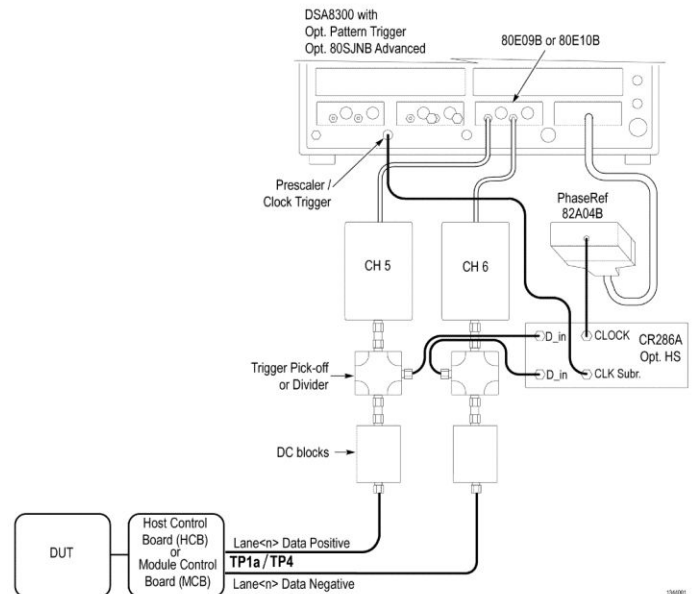 DSA8300 with
Opt. Pattern Trigger
Opt. 80SJNB Advanced
80E09B or 80E10B
Prescaler /
Clock Trigger
PhaseRef
82A04B
CH 5
CH 6
D_in
CLOCK
CR286A
Opt. HS
D_in
CLK Subr.
Trigger Pick-off
or Divider
DC blocks
DUT
Host Control
Board (HCB)
or
Module Control
Board (MCB)
Lane<n> Data Positive
TP1a / TP4
Lane<n> Data Negative